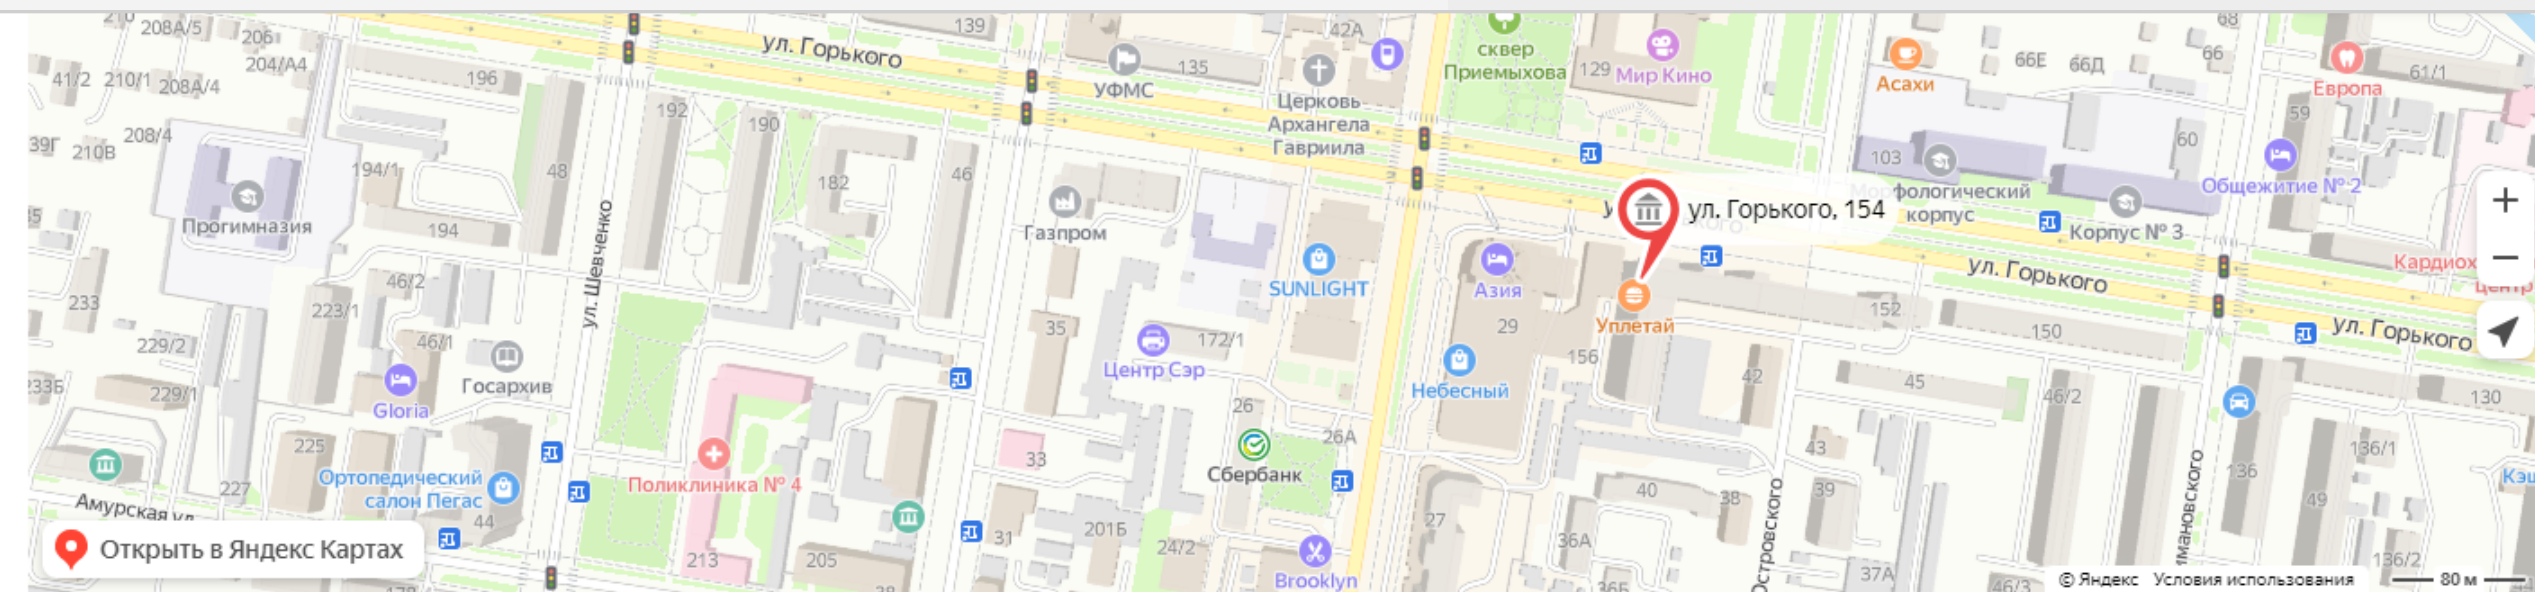 210
208А/5
206
204/А4
41/2
210/1
208А/4
196
39Г
210В
208/4
194/1
Прогимназия
194
48
192
190
182
46
ул. Горького
139
УФМС
135
42А
Церковь
Архангела
Гавриила
сквер
Приемыхова
129
Мир Кино
Асахи
66Е
66Д
66
68
Европа
61/1
59
60
103
Морфологический
корпус
Корпус № 3
Общежитие № 2
ул. Горького, 154
Газпром
SUNLIGHT
Азия
Уплетай
29
156
Небесный
152
150
ул. Горького
ул. Горького
ул. Шевченко
233
46/2
223/1
229/2
46/1
Госархив
233Б
229/1
Gloria
225
227
Ортопедический
салон Пегас
44
Амурская ул.
Поликлиника № 4
213
205
35
33
31
Центр Сэр
172/1
26
26А
Сбербанк
201Б
24/2
Brooklyn
27
42
45
46/2
43
40
38
39
36А
37А
46/3
136
136/1
136/2
49
130
80 м
Открыть в Яндекс Картах
© Яндекс Условия использования